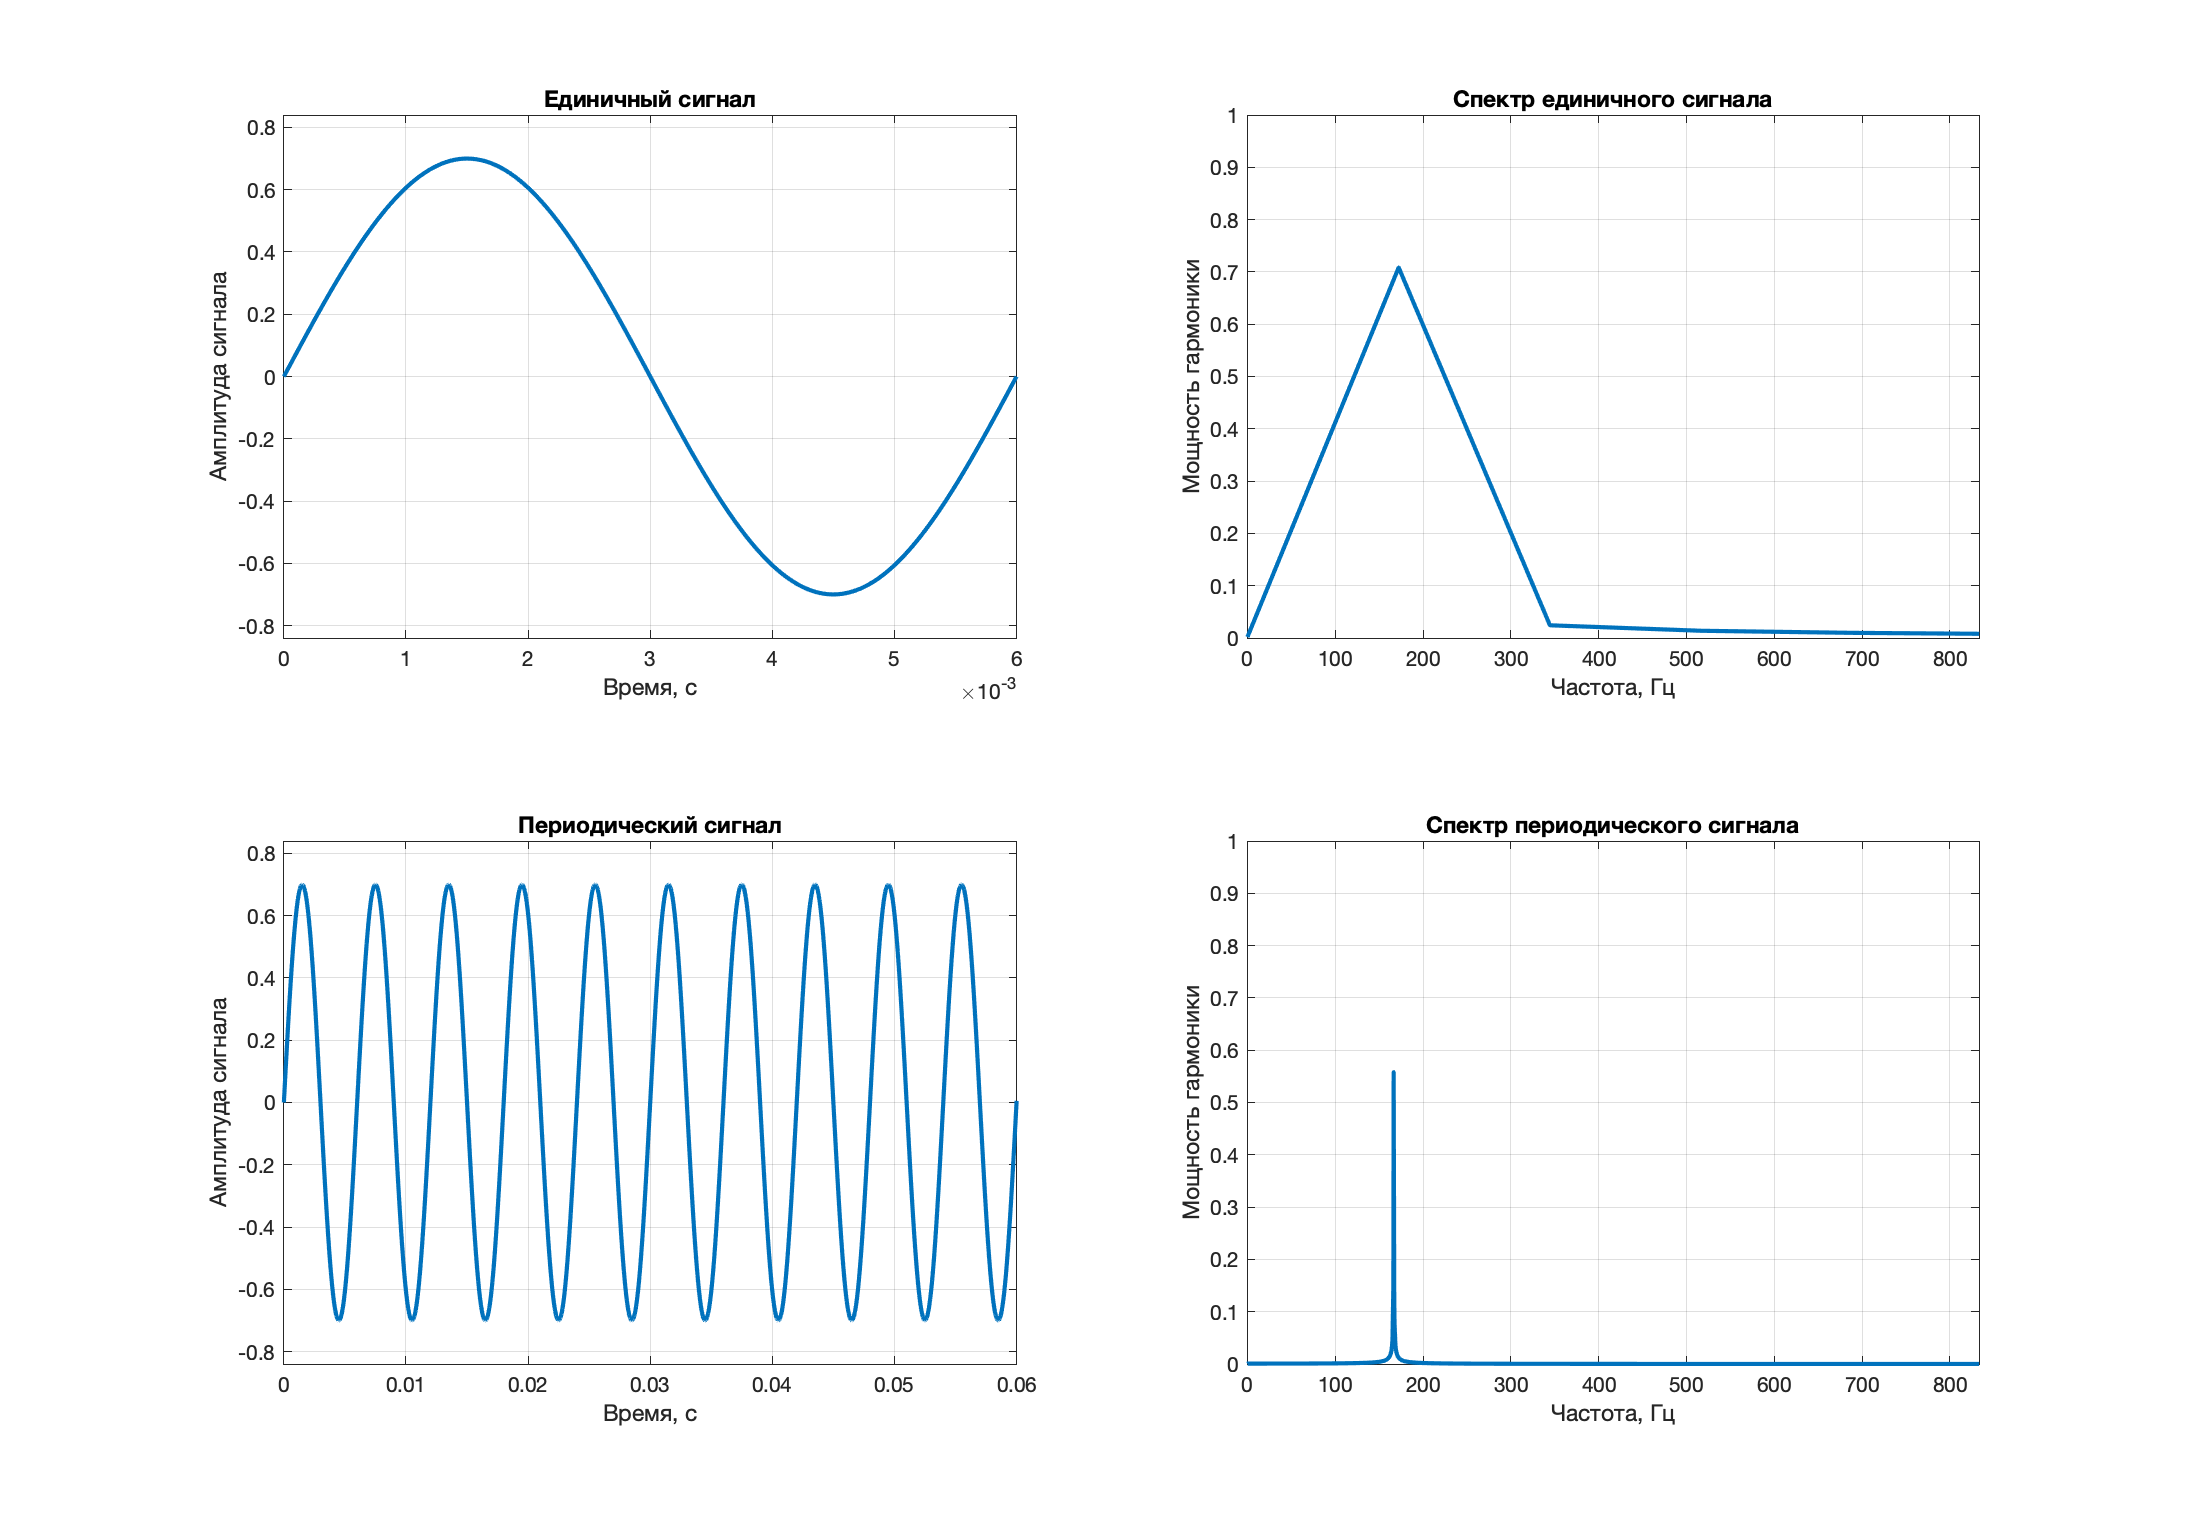 Единичный сигнал
0.8
0.6
0.4
0.2
0
-0.2
-0.4
-0.6
-0.8
Амплитуда сигнала
0 1 2 3 4 5 6
Время, с
×10^-3
Спектр единичного сигнала
1
0.9
0.8
0.7
0.6
0.5
0.4
0.3
0.2
0.1
0
Мощность гармоники
0 100 200 300 400 500 600 700 800
Частота, Гц
Периодический сигнал
0.8
0.6
0.4
0.2
0
-0.2
-0.4
-0.6
-0.8
Амплитуда сигнала
0 0.01 0.02 0.03 0.04 0.05 0.06
Время, с
Спектр периодического сигнала
1
0.9
0.8
0.7
0.6
0.5
0.4
0.3
0.2
0.1
0
Мощность гармоники
0 100 200 300 400 500 600 700 800
Частота, Гц